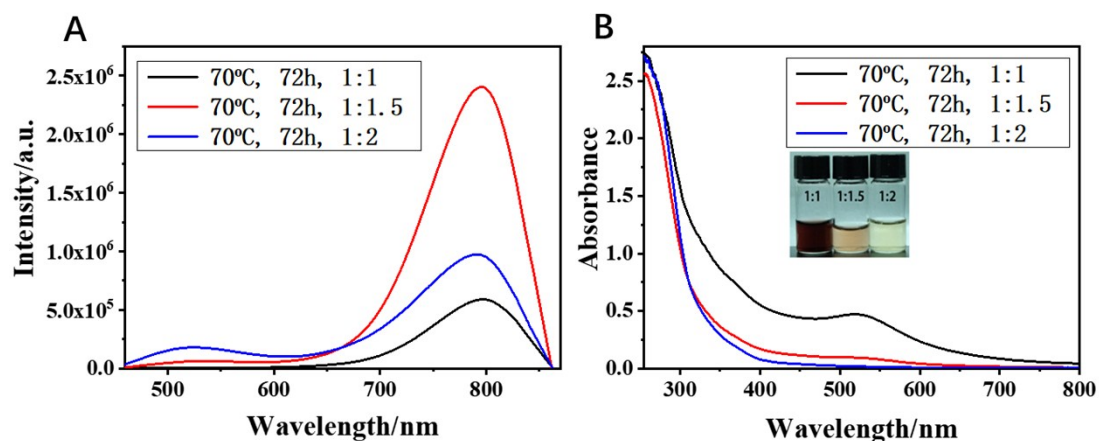 A
Intensity/a.u.
2.5x10⁶
2.0x10⁶
1.5x10⁶
1.0x10⁶
5.0x10⁵
0.0
70ºC, 72h, 1:1
70ºC, 72h, 1:1.5
70ºC, 72h, 1:2
500 600 700 800
Wavelength/nm
B
Absorbance
2.5
2.0
1.5
1.0
0.5
0.0
70ºC, 72h, 1:1
70ºC, 72h, 1:1.5
70ºC, 72h, 1:2
1:1 1:1.5 1:2
300 400 500 600 700 800
Wavelength/nm